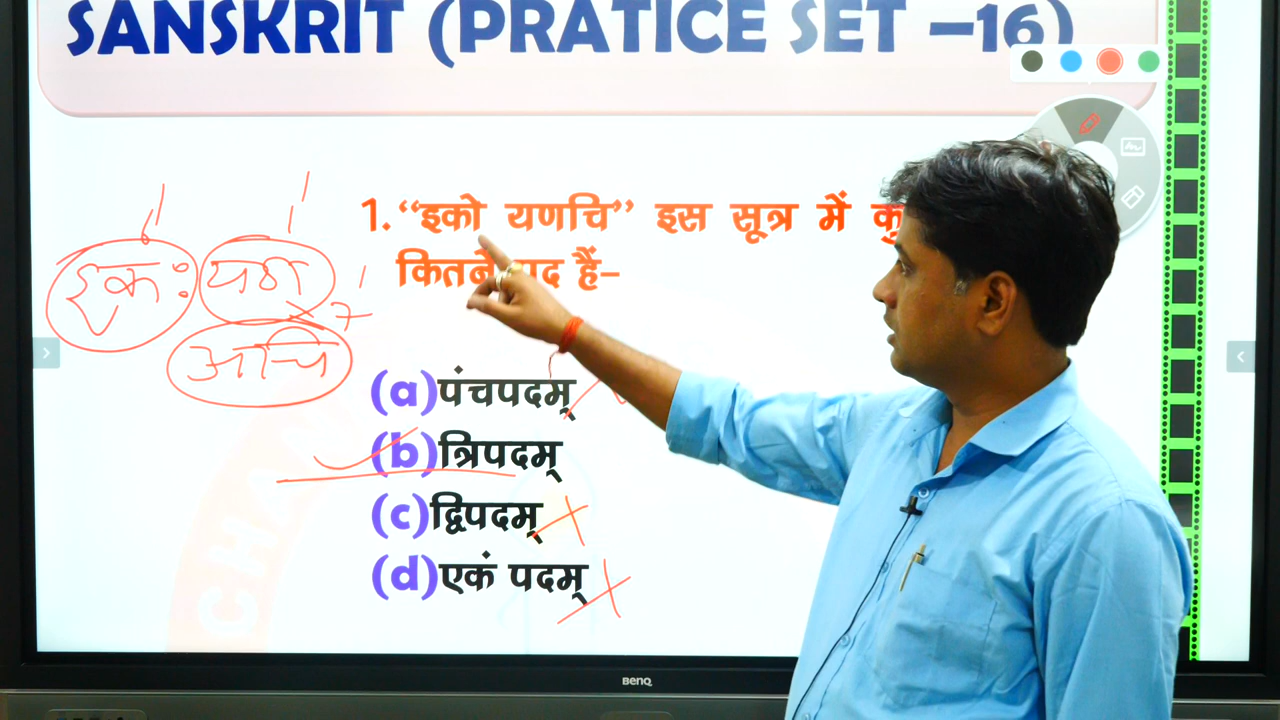 SANSKRIT (PRATICE SET –16)
1. “इको यणचि” इस सूत्र में
कितने पद हैं–
(a)पंचपदम्
(b)त्रिपदम्
(c)द्विपदम्
(d)एकं पदम्
इकः यण
अचि
BenQ